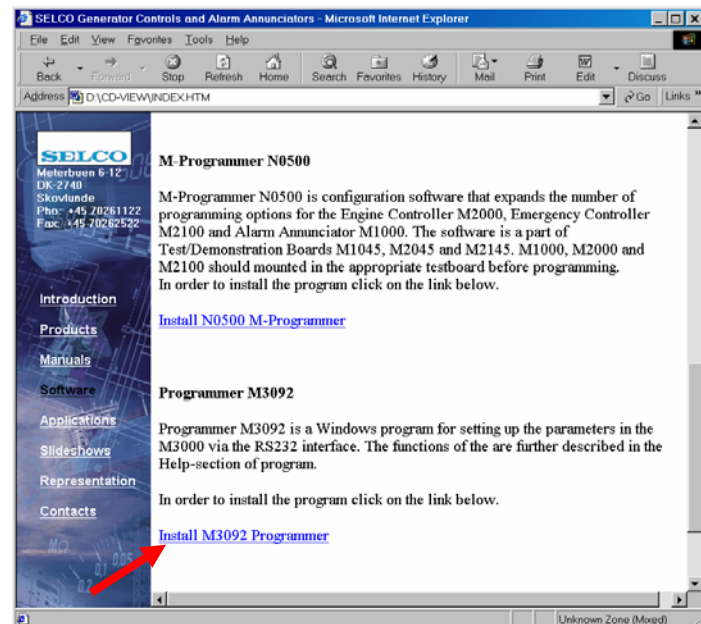 SELCO Generator Controls and Alarm Annunciators - Microsoft Internet Explorer
File Edit View Favorites Tools Help
Back Forward Stop Refresh Home Search Favorites History Mail Print Edit Discuss
Address D:\CD-VIEW\INDEX.HTM Go Links »
SELCO
Meterbuen 6-12
DK-2740
Skovlunde
Pho: +45 70261122
Fax: +45 70262522
Introduction
Products
Manuals
Software
Applications
Slideshows
Representation
Contacts
MΩ
0,1 0,05
0,2
M-Programmer N0500
M-Programmer N0500 is configuration software that expands the number of
programming options for the Engine Controller M2000, Emergency Controller
M2100 and Alarm Annunciator M1000. The software is a part of
Test/Demonstration Boards M1045, M2045 and M2145. M1000, M2000 and
M2100 should mounted in the appropriate testboard before programming.
In order to install the program click on the link below.
Install N0500 M-Programmer
Programmer M3092
Programmer M3092 is a Windows program for setting up the parameters in the
M3000 via the RS232 interface. The functions of the are further described in the
Help-section of program.
In order to install the program click on the link below.
Install M3092 Programmer
Unknown Zone (Mixed)